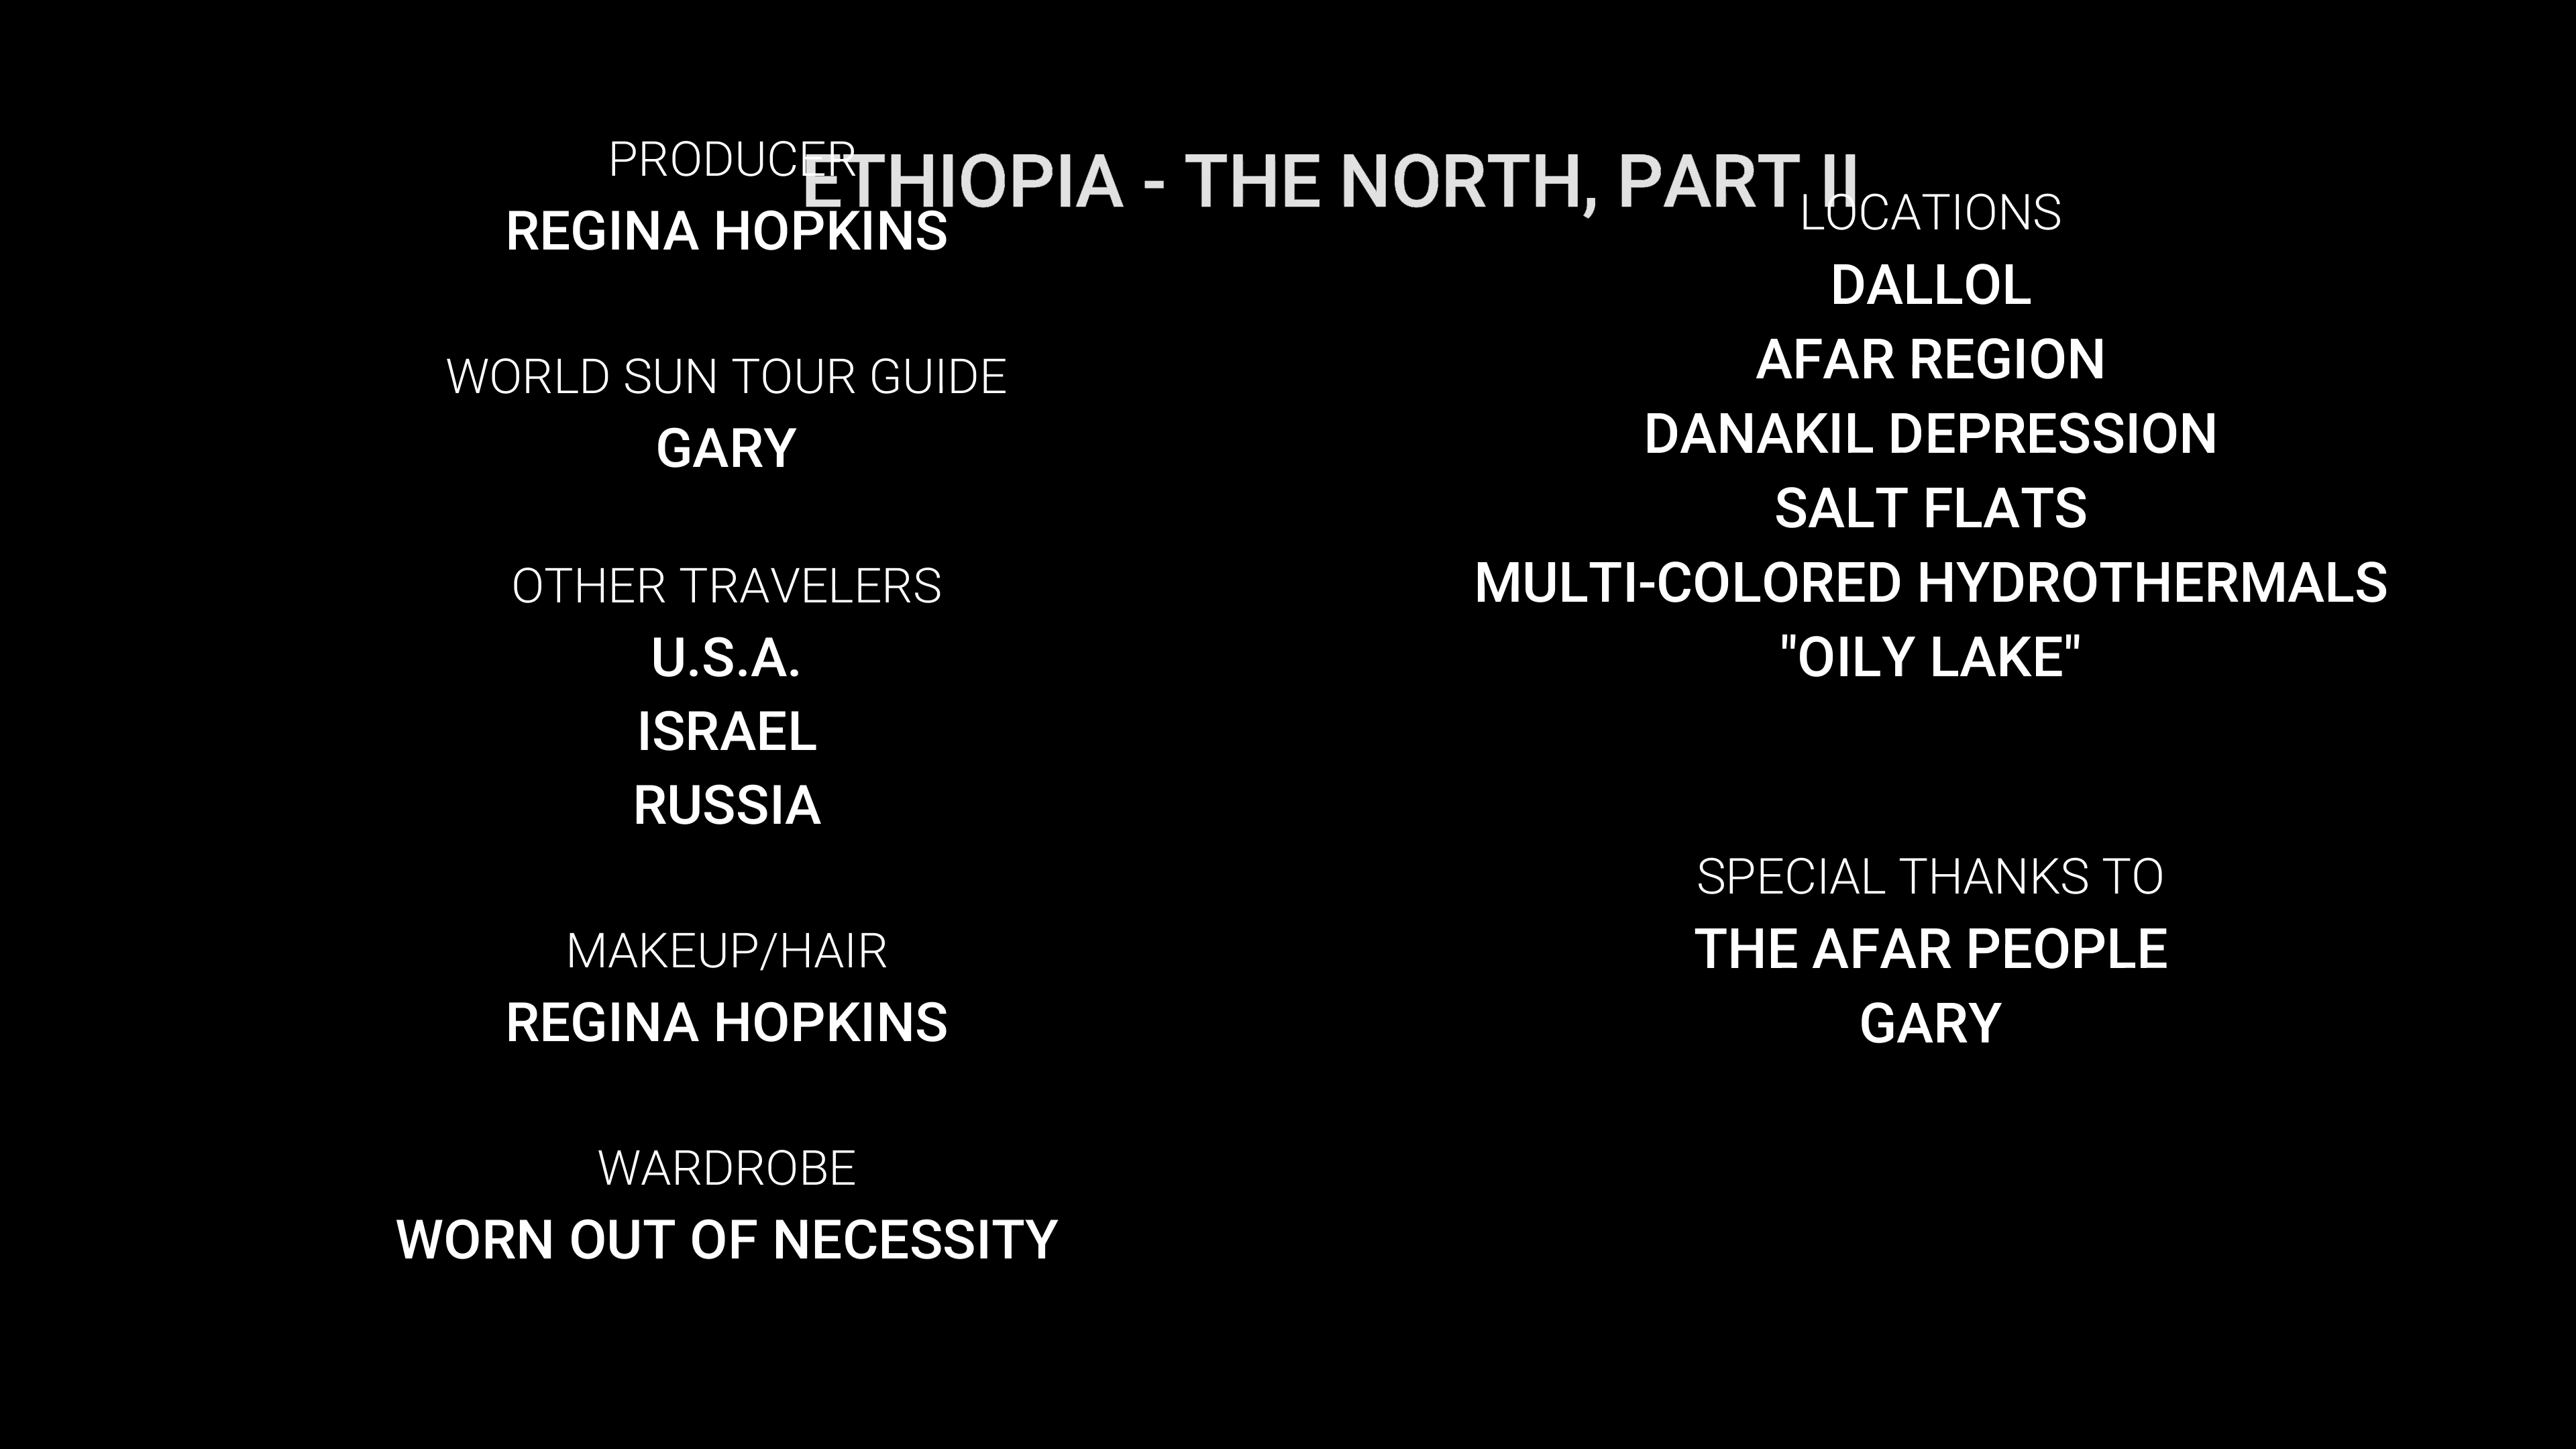 ETHIOPIA - THE NORTH, PART II
PRODUCER
REGINA HOPKINS
WORLD SUN TOUR GUIDE
GARY
OTHER TRAVELERS
U.S.A.
ISRAEL
RUSSIA
MAKEUP/HAIR
REGINA HOPKINS
WARDROBE
WORN OUT OF NECESSITY
LOCATIONS
DALLOL
AFAR REGION
DANAKIL DEPRESSION
SALT FLATS
MULTI-COLORED HYDROTHERMALS
"OILY LAKE"
SPECIAL THANKS TO
THE AFAR PEOPLE
GARY